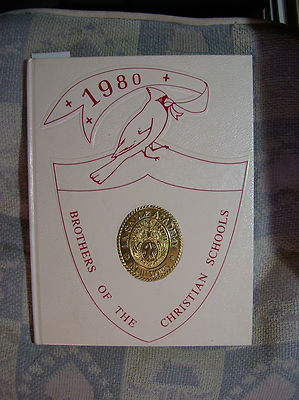 1980
BROTHERS OF THE CHRISTIAN SCHOOLS